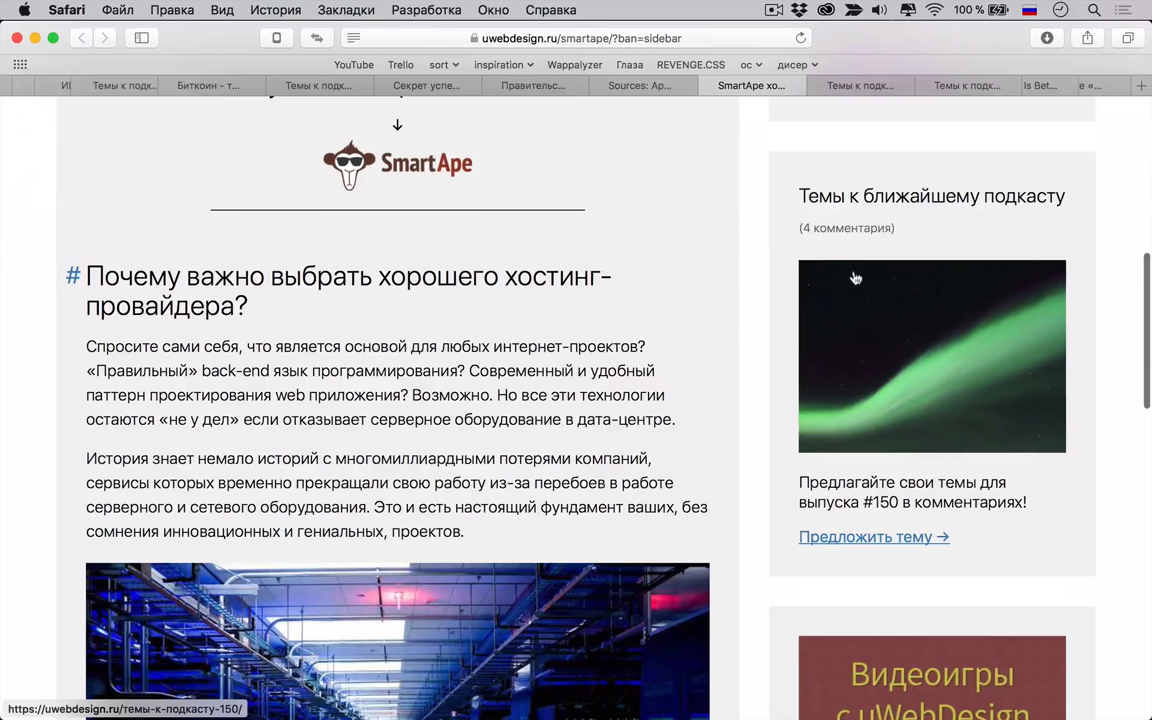 Safari Файл Правка Вид История Закладки Разработка Окно Справка 100 %
uwebdesign.ru/smartape/?ban=sidebar
YouTube Trello sort inspiration Wappalyzer Глаза REVENGE.CSS ос дисер
Темы к подк... Биткоин - т... Темы к подк... Секрет успе... Правительс... Sources: Ap... SmartApe хо... Темы к подк... Темы к подк... Is Bet... е «...
SmartApe
# Почему важно выбрать хорошего хостинг-
провайдера?
Спросите сами себя, что является основой для любых интернет-проектов?
«Правильный» back-end язык программирования? Современный и удобный
паттерн проектирования web приложения? Возможно. Но все эти технологии
остаются «не у дел» если отказывает серверное оборудование в дата-центре.
История знает немало историй с многомиллиардными потерями компаний,
сервисы которых временно прекращали свою работу из-за перебоев в работе
серверного и сетевого оборудования. Это и есть настоящий фундамент ваших, без
сомнения инновационных и гениальных, проектов.
Темы к ближайшему подкасту
(4 комментария)
Предлагайте свои темы для
выпуска #150 в комментариях!
Предложить тему →
Видеоигры
с uWebDesign
https://uwebdesign.ru/темы-к-подкасту-150/